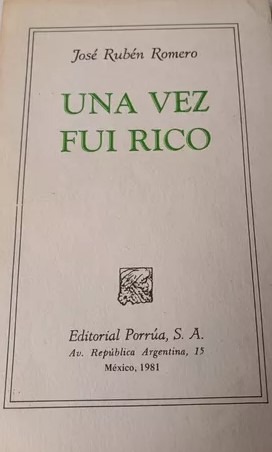 José Rubén Romero
UNA VEZ
FUI RICO
Editorial Porrúa, S. A.
Av. República Argentina, 15
México, 1981